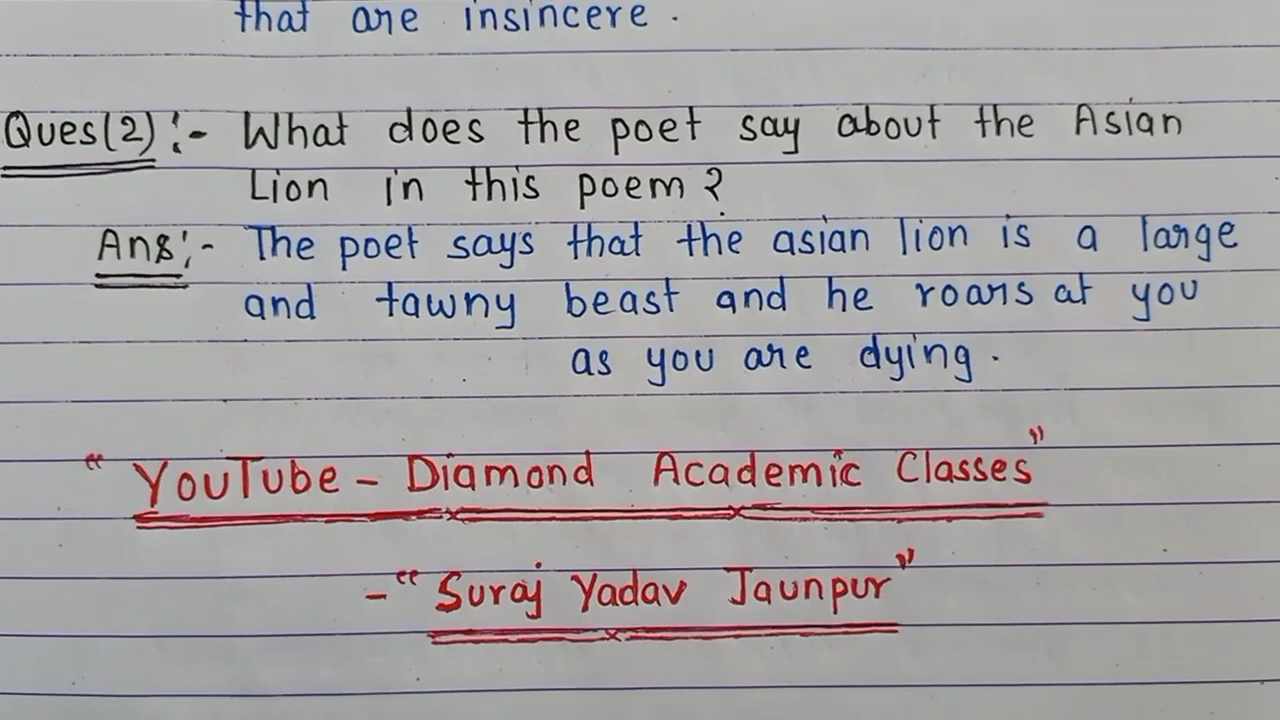 that are insincere.
Ques(2):- What does the poet say about the Asian
Lion in this poem?
Ans:- The poet says that the asian lion is a large
and tawny beast and he roars at you
as you are dying.
"YouTube - Diamond Academic Classes"
- "Suraj Yadav Jaunpur"